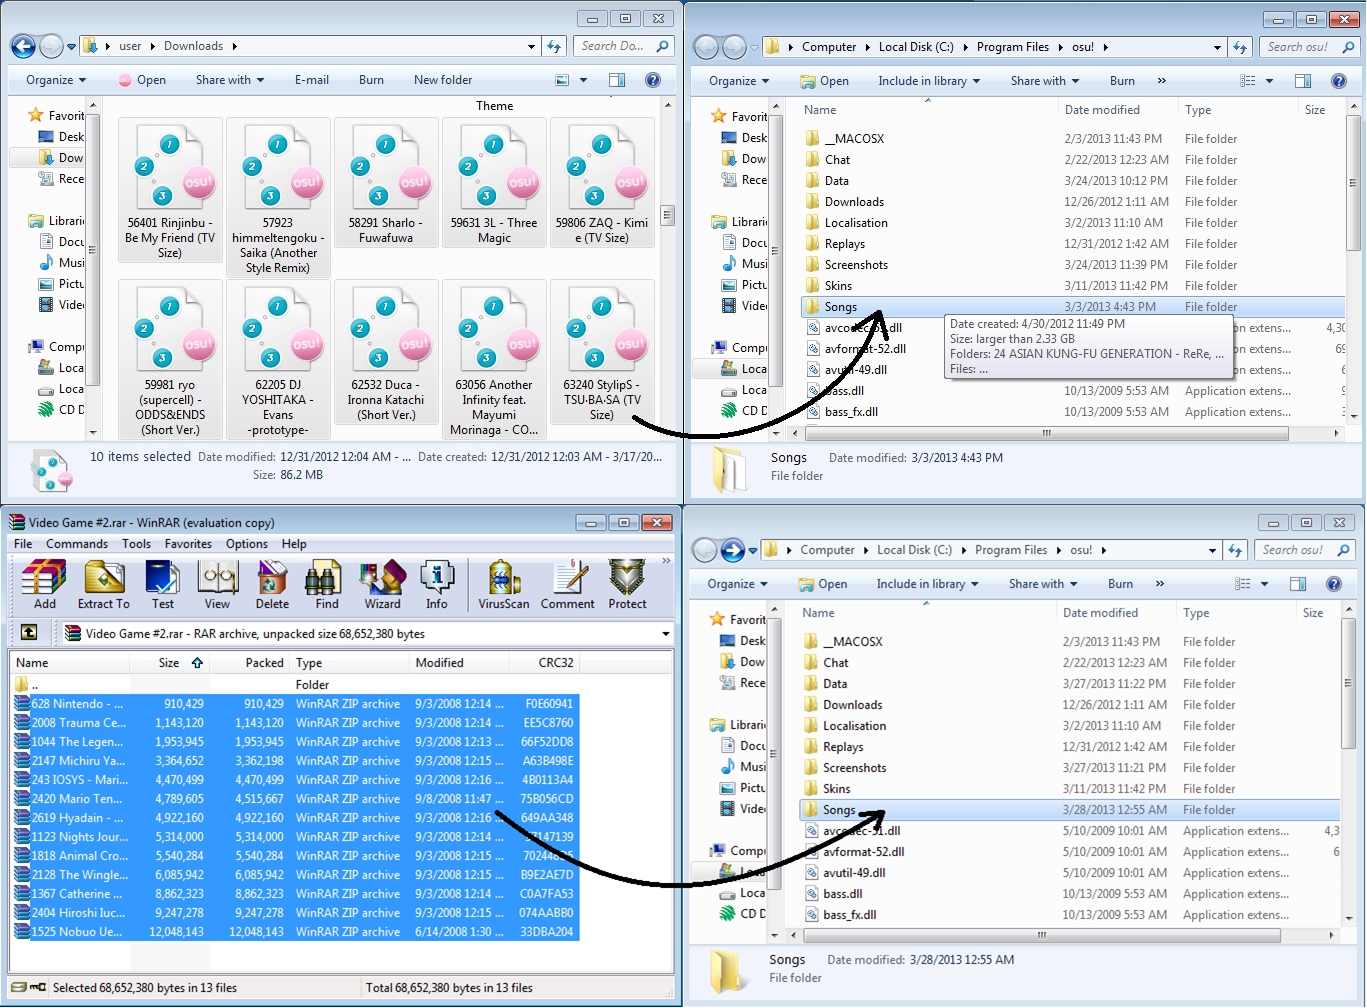 user ▸ Downloads ▸
Search Do...
Organize
Open
Share with
E-mail
Burn
New folder
Favorit
Desk
Dow
Rece
Librari
Docu
Musi
Pictu
Vide
Compu
Loca
Loca
CD D
Theme
56401 Rinjinbu - Be My Friend (TV Size)
57923 himmeltengoku - Saika (Another Style Remix)
58291 Sharlo - Fuwafuwa
59631 3L - Three Magic
59806 ZAQ - Kimi e (TV Size)
59981 ryo (supercell) - ODDS&ENDS (Short Ver.)
62205 DJ YOSHITAKA - Evans -prototype-
62532 Duca - Ironna Katachi (Short Ver.)
63056 Another Infinity feat. Mayumi Morinaga - CO...
63240 StylipS - TSU·BA·SA (TV Size)
10 items selected Date modified: 12/31/2012 12:04 AM - ... Date created: 12/31/2012 12:03 AM - 3/17/20...
Size: 86.2 MB
Computer ▸ Local Disk (C:) ▸ Program Files ▸ osu! ▸
Search osu!
Organize Open Include in library Share with Burn »
Favorit
Desk
Dow
Rece
Librari
Docu
Musi
Pictu
Vide
Compu
Loca
Loca
CD D
Name Date modified Type Size
__MACOSX 2/3/2013 11:43 PM File folder
Chat 2/22/2013 12:23 AM File folder
Data 3/24/2013 10:12 PM File folder
Downloads 12/26/2012 1:11 AM File folder
Localisation 3/2/2013 11:10 AM File folder
Replays 12/31/2012 1:42 AM File folder
Screenshots 3/24/2013 11:39 PM File folder
Skins 3/11/2013 11:42 PM File folder
Songs 3/3/2013 4:43 PM File folder
avcodec-51.dll on extens... 4,30
avformat-52.dll on extens... 69
avutil-49.dll on extens...
bass.dll 10/13/2009 5:53 AM Application extens...
bass_fx.dll 10/13/2009 5:53 AM Application extens...
Date created: 4/30/2012 11:49 PM
Size: larger than 2.33 GB
Folders: 24 ASIAN KUNG-FU GENERATION - ReRe, ...
Files: ...
Songs Date modified: 3/3/2013 4:43 PM
File folder
Video Game #2.rar - WinRAR (evaluation copy)
File Commands Tools Favorites Options Help
Add Extract To Test View Delete Find Wizard Info VirusScan Comment Protect »
Video Game #2.rar - RAR archive, unpacked size 68,652,380 bytes
Name Size Packed Type Modified CRC32
.. Folder
628 Nintendo - ... 910,429 910,429 WinRAR ZIP archive 9/3/2008 12:14 ... F0E60941
2008 Trauma Ce... 1,143,120 1,143,120 WinRAR ZIP archive 9/3/2008 12:14 ... EE5C8760
1044 The Legen... 1,953,945 1,953,945 WinRAR ZIP archive 9/3/2008 12:13 ... 66F52DD8
2147 Michiru Ya... 3,364,652 3,362,198 WinRAR ZIP archive 9/3/2008 12:15 ... A63B498E
243 IOSYS - Mari... 4,470,499 4,470,499 WinRAR ZIP archive 9/3/2008 12:16 ... 4B0113A4
2420 Mario Ten... 4,789,605 4,515,667 WinRAR ZIP archive 9/8/2008 11:47 ... 75B056CD
2619 Hyadain - ... 4,922,160 4,922,160 WinRAR ZIP archive 9/3/2008 12:16 ... 649AA348
1123 Nights Jour... 5,314,000 5,314,000 WinRAR ZIP archive 9/3/2008 12:14 ...
1818 Animal Cro... 5,540,284 5,540,284 WinRAR ZIP archive 9/3/2008 12:15 ...
2128 The Wingle... 6,085,942 6,085,942 WinRAR ZIP archive 9/3/2008 12:15 ... B9E2AE7D
1367 Catherine ... 8,862,323 8,862,323 WinRAR ZIP archive 9/3/2008 12:14 ... C0A7FA53
2404 Hiroshi Iuc... 9,247,278 9,247,278 WinRAR ZIP archive 9/3/2008 12:15 ... 074AABB0
1525 Nobuo Ue... 12,048,143 12,048,143 WinRAR ZIP archive 6/14/2008 1:30 ... 33DBA204
Selected 68,652,380 bytes in 13 files
Total 68,652,380 bytes in 13 files
Computer ▸ Local Disk (C:) ▸ Program Files ▸ osu! ▸
Search osu!
Organize Open Include in library Share with Burn »
Favorit
Desk
Dow
Rece
Librari
Docu
Musi
Pictu
Vide
Compu
Loca
Loca
CD D
Name Date modified Type Size
__MACOSX 2/3/2013 11:43 PM File folder
Chat 2/22/2013 12:23 AM File folder
Data 3/27/2013 11:22 PM File folder
Downloads 12/26/2012 1:11 AM File folder
Localisation 3/2/2013 11:10 AM File folder
Replays 12/31/2012 1:42 AM File folder
Screenshots 3/27/2013 11:21 PM File folder
Skins 3/11/2013 11:42 PM File folder
Songs 3/28/2013 12:55 AM File folder
avcodec-51.dll 5/10/2009 10:01 AM Application extens... 4,3
avformat-52.dll 5/10/2009 10:01 AM Application extens... 6
avutil-49.dll 5/10/2009 10:01 AM Application extens...
bass.dll 10/13/2009 5:53 AM Application extens...
bass_fx.dll 10/13/2009 5:53 AM Application extens...
Songs Date modified: 3/28/2013 12:55 AM
File folder